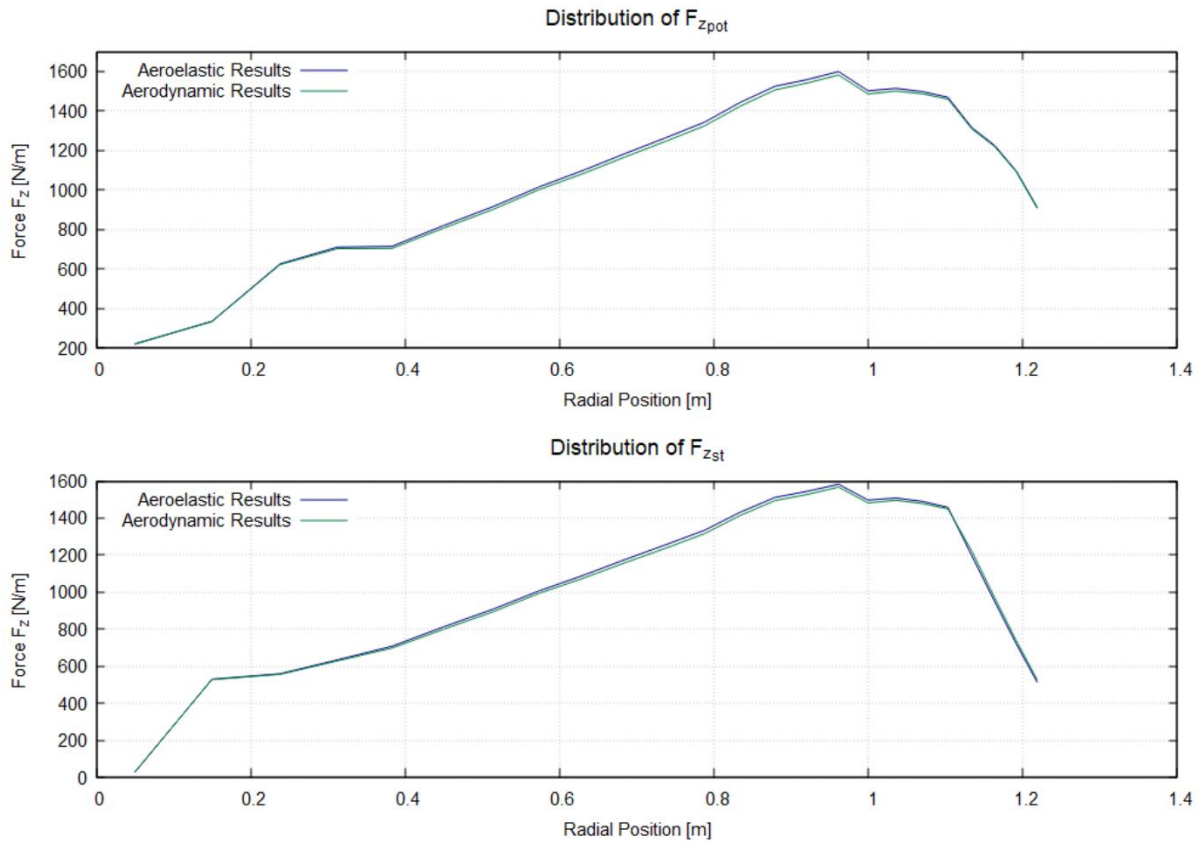 Distribution of F_z_pot
Aeroelastic Results
Aerodynamic Results
Force F_z [N/m]
1600
1400
1200
1000
800
600
400
200
0 0.2 0.4 0.6 0.8 1 1.2 1.4
Radial Position [m]
Distribution of F_z_st
Aeroelastic Results
Aerodynamic Results
Force F_z [N/m]
1600
1400
1200
1000
800
600
400
200
0
0 0.2 0.4 0.6 0.8 1 1.2 1.4
Radial Position [m]